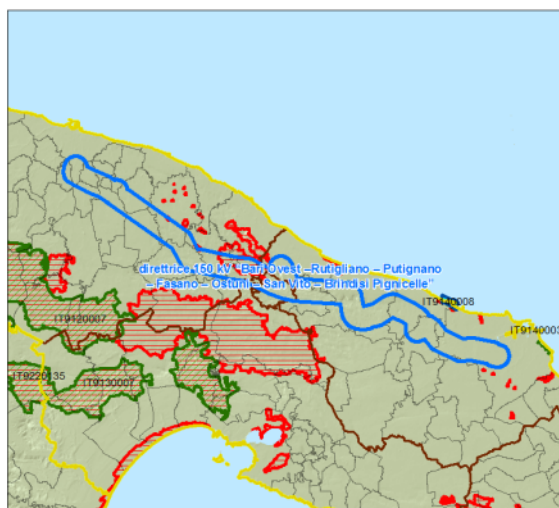 direttrice 150 kV "Bari Ovest –Rutigliano – Putignano
– Fasano – Ostuni – San Vito – Brindisi Pignicelle"
IT9140008
IT9140003
IT9120007
IT9220135
IT9130007